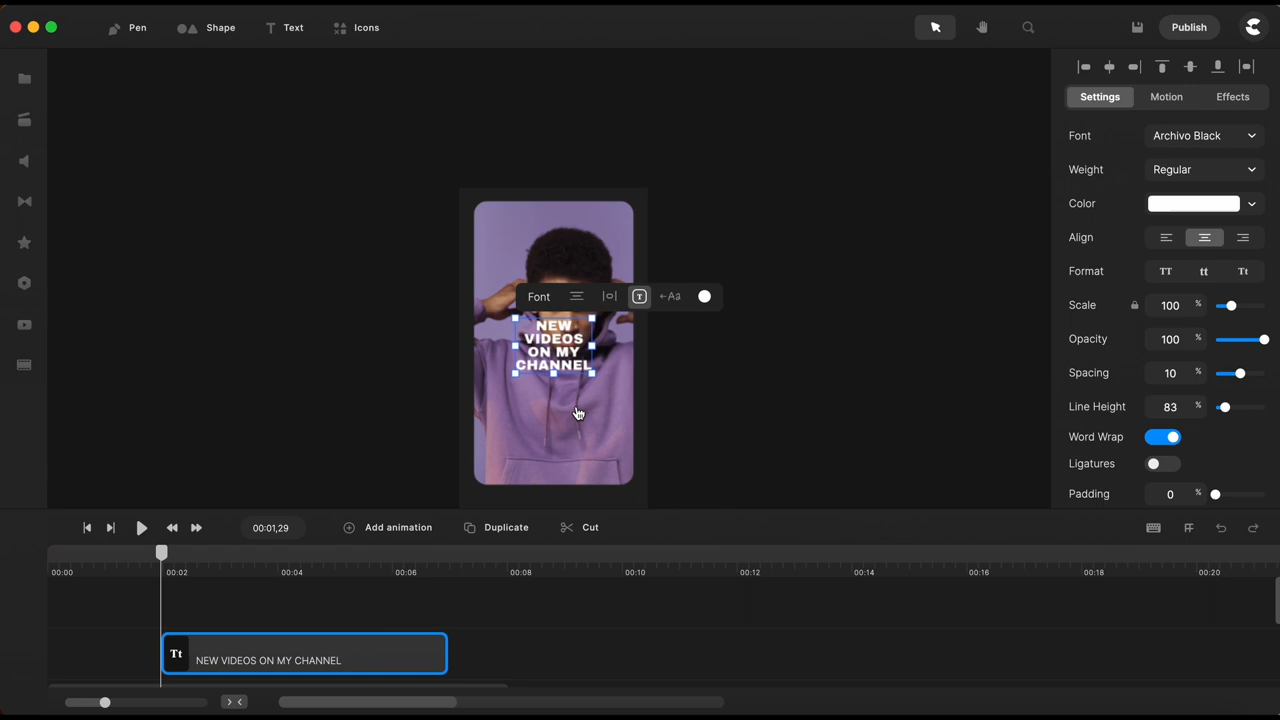 Pen
Shape
Text
Icons
Publish
Settings
Motion
Effects
Font
Archivo Black
Weight
Regular
Color
Align
Format
TT
tt
Tt
Scale
100 %
Opacity
100 %
Spacing
10 %
Line Height
83 %
Word Wrap
Ligatures
Padding
0 %
Font
T
←Aa
NEW
VIDEOS
ON MY
CHANNEL
00:01,29
Add animation
Duplicate
Cut
00:00
00:02
00:04
00:06
00:08
00:10
00:12
00:14
00:16
00:18
00:20
Tt
NEW VIDEOS ON MY CHANNEL